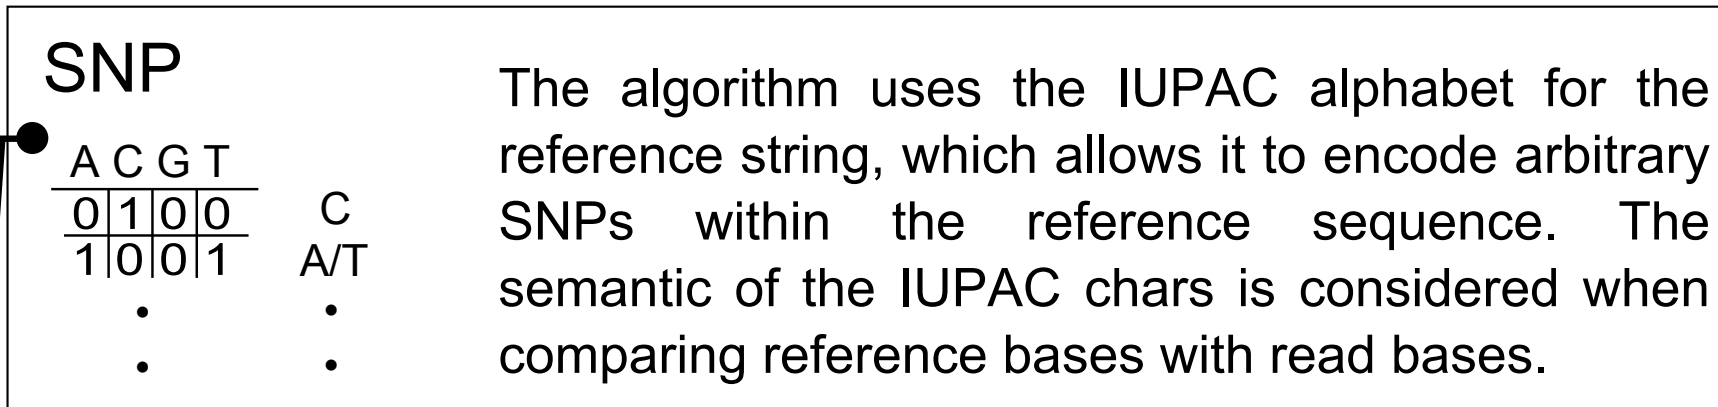 SNP
A C G T
0 1 0 0 C
1 0 0 1 A/T
The algorithm uses the IUPAC alphabet for the
reference string, which allows it to encode arbitrary
SNPs within the reference sequence. The
semantic of the IUPAC chars is considered when
comparing reference bases with read bases.